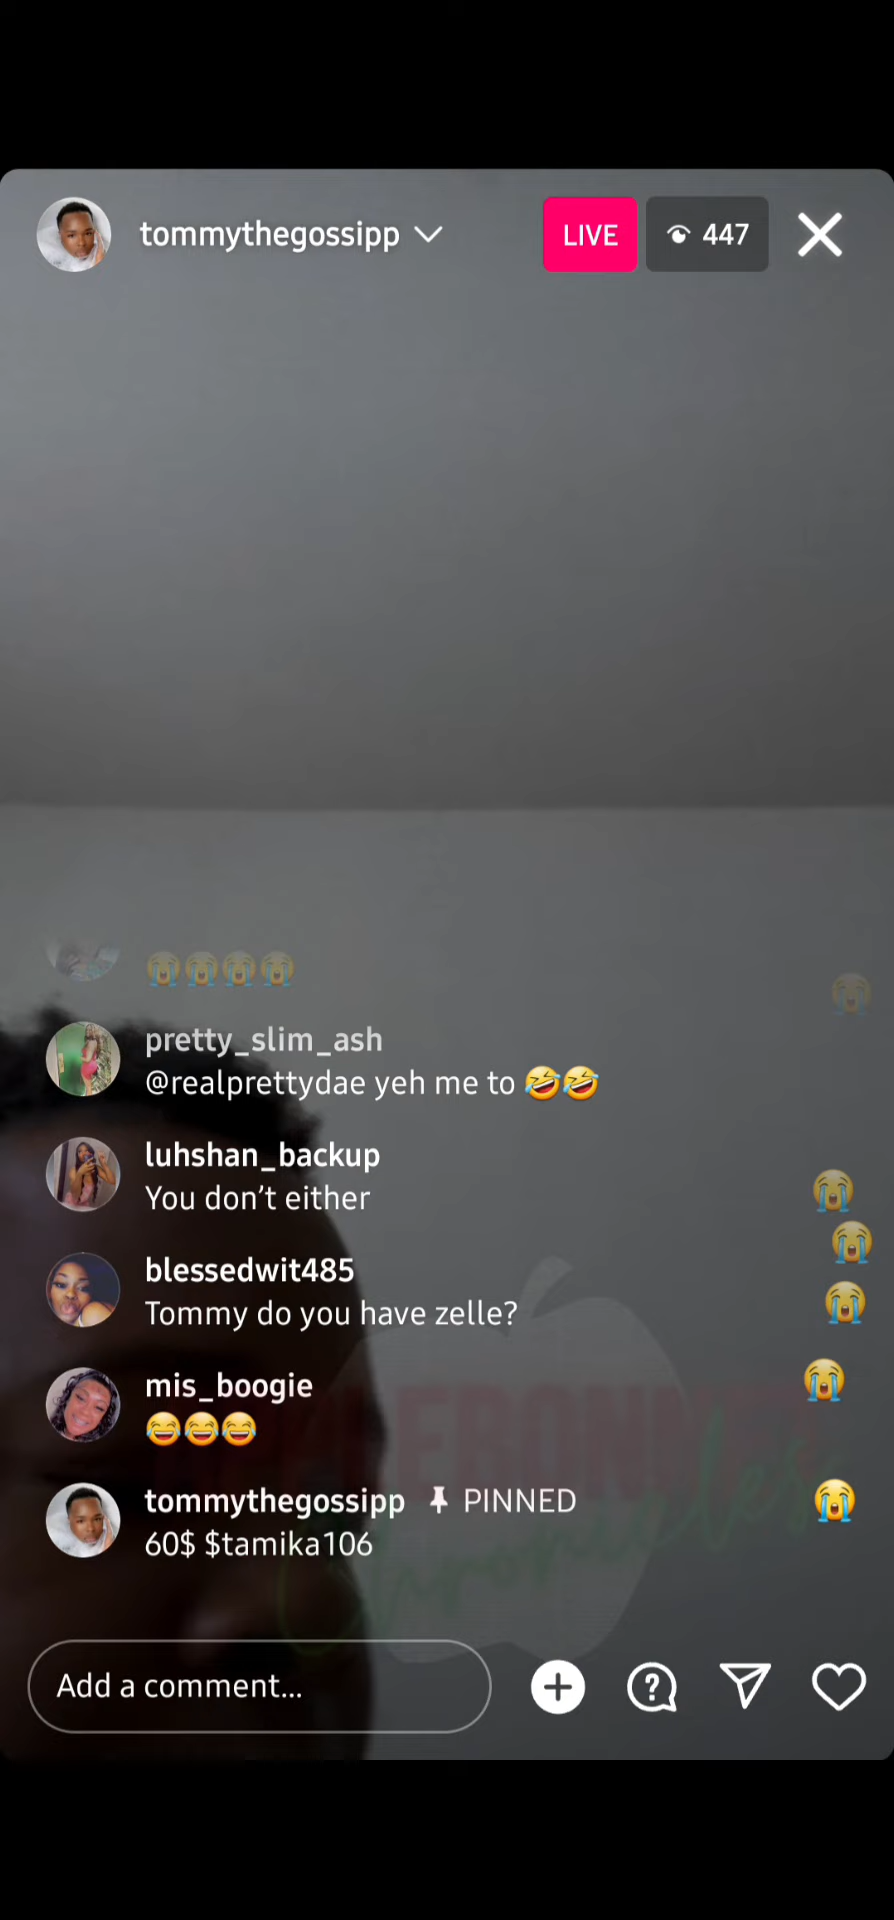 tommythegossipp
LIVE
447
pretty_slim_ash
@realprettydae yeh me to 🤣🤣
luhshan_backup
You don’t either
blessedwit485
Tommy do you have zelle?
mis_boogie
😂😂😂
tommythegossipp PINNED
60$ $tamika106
Chronicles
Add a comment...